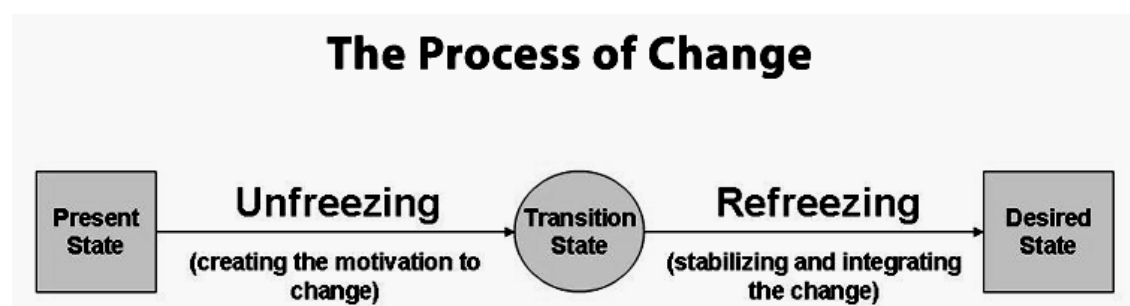 The Process of Change
Present
State
Unfreezing
(creating the motivation to
change)
Transition
State
Refreezing
(stabilizing and integrating
the change)
Desired
State